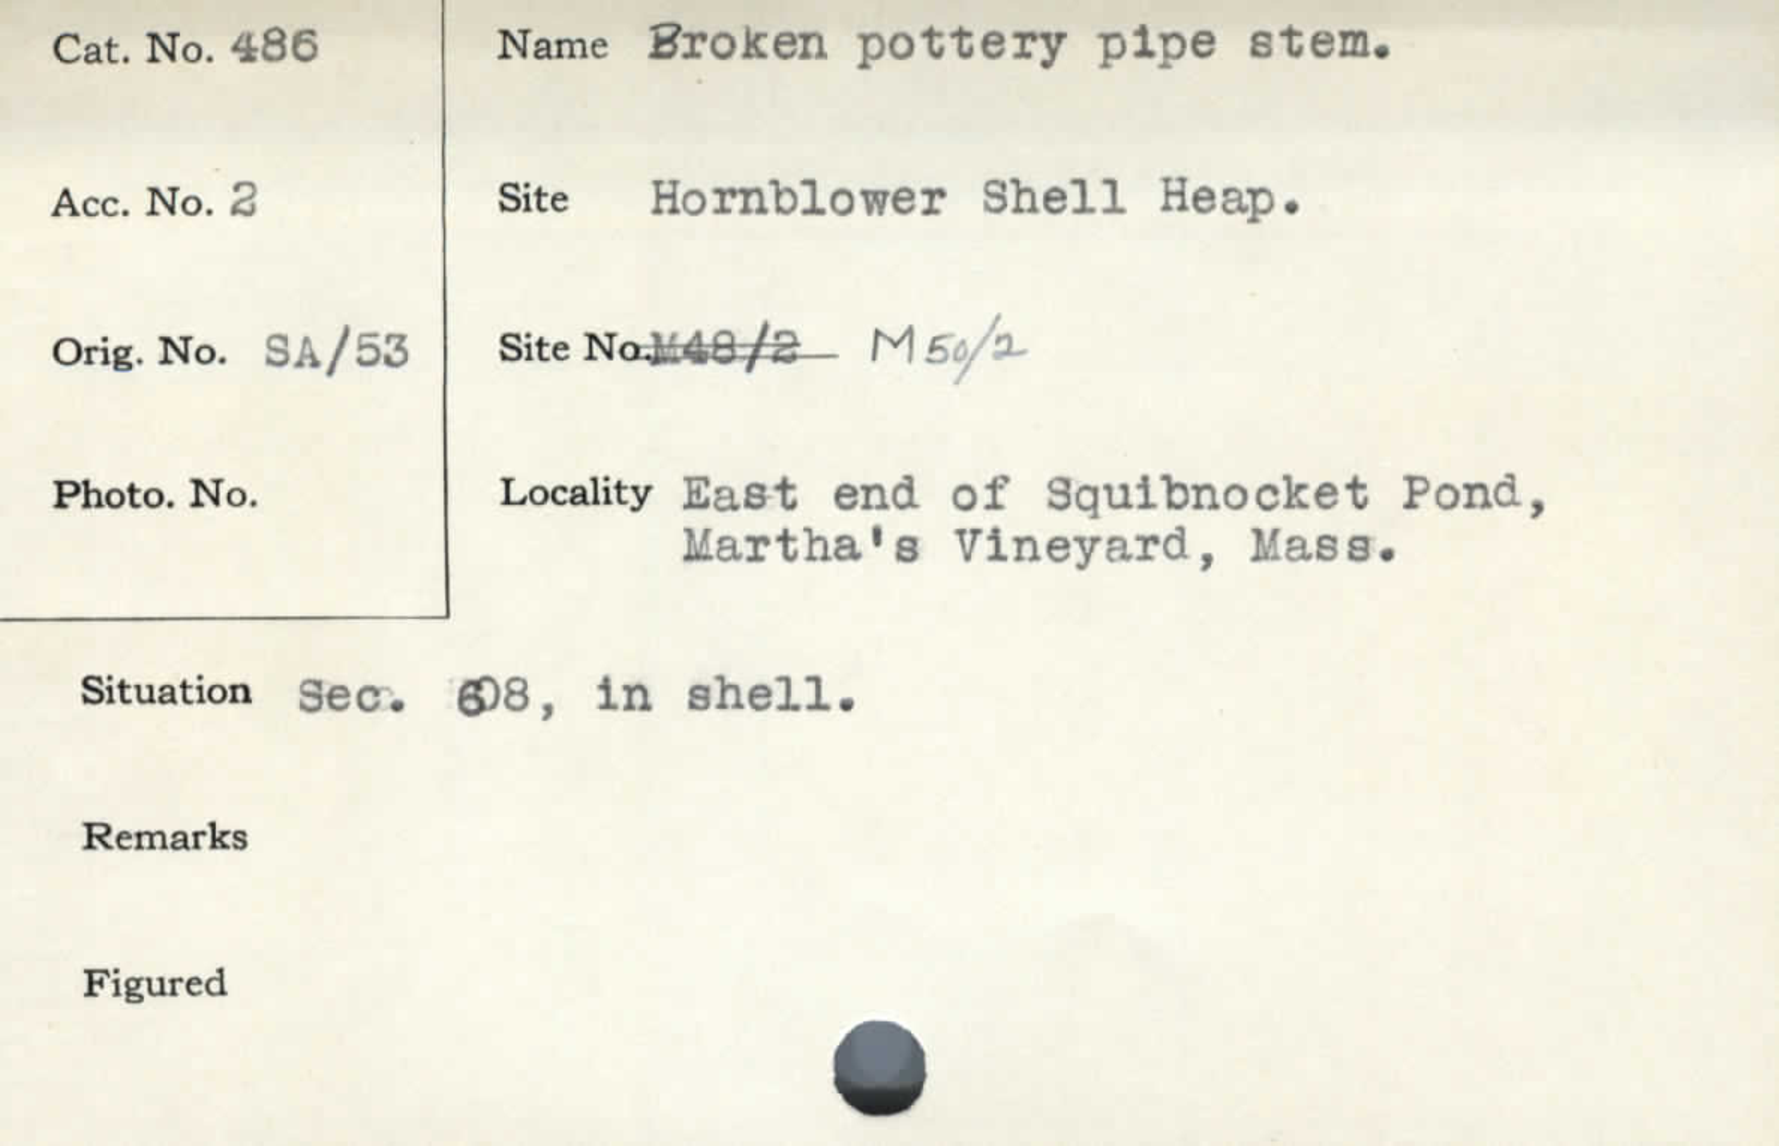 Cat. No. 486
Name Broken pottery pipe stem.
Acc. No. 2
Site Hornblower Shell Heap.
Orig. No. SA/53
Site No. M48/2 M50/2
Photo. No.
Locality East end of Squibnocket Pond,
Martha's Vineyard, Mass.
Situation Sec. 608, in shell.
Remarks
Figured